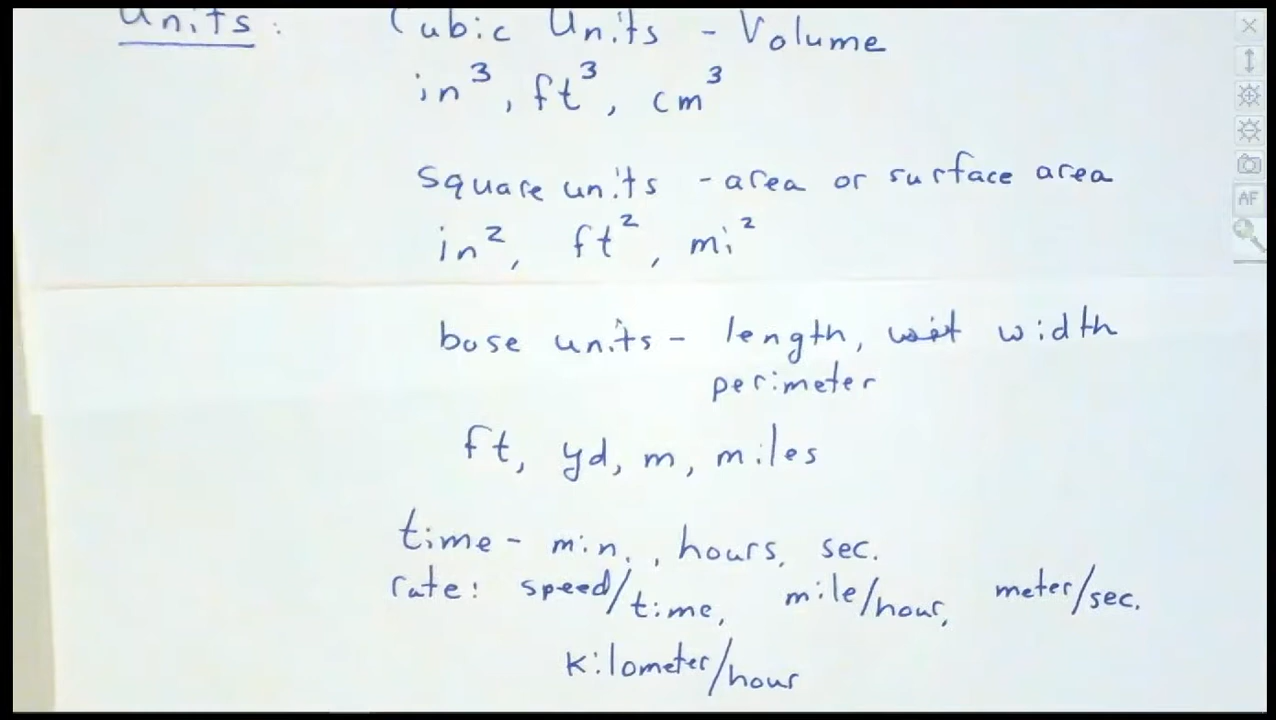 Units: Cubic Units - Volume
in³, ft³, cm³
square units - area or surface area
in², ft², mi²
base units - length, width
perimeter
ft, yd, m, miles
time - min., hours, sec.
rate: speed/time, mile/hour, meter/sec.
kilometer/hour
AF